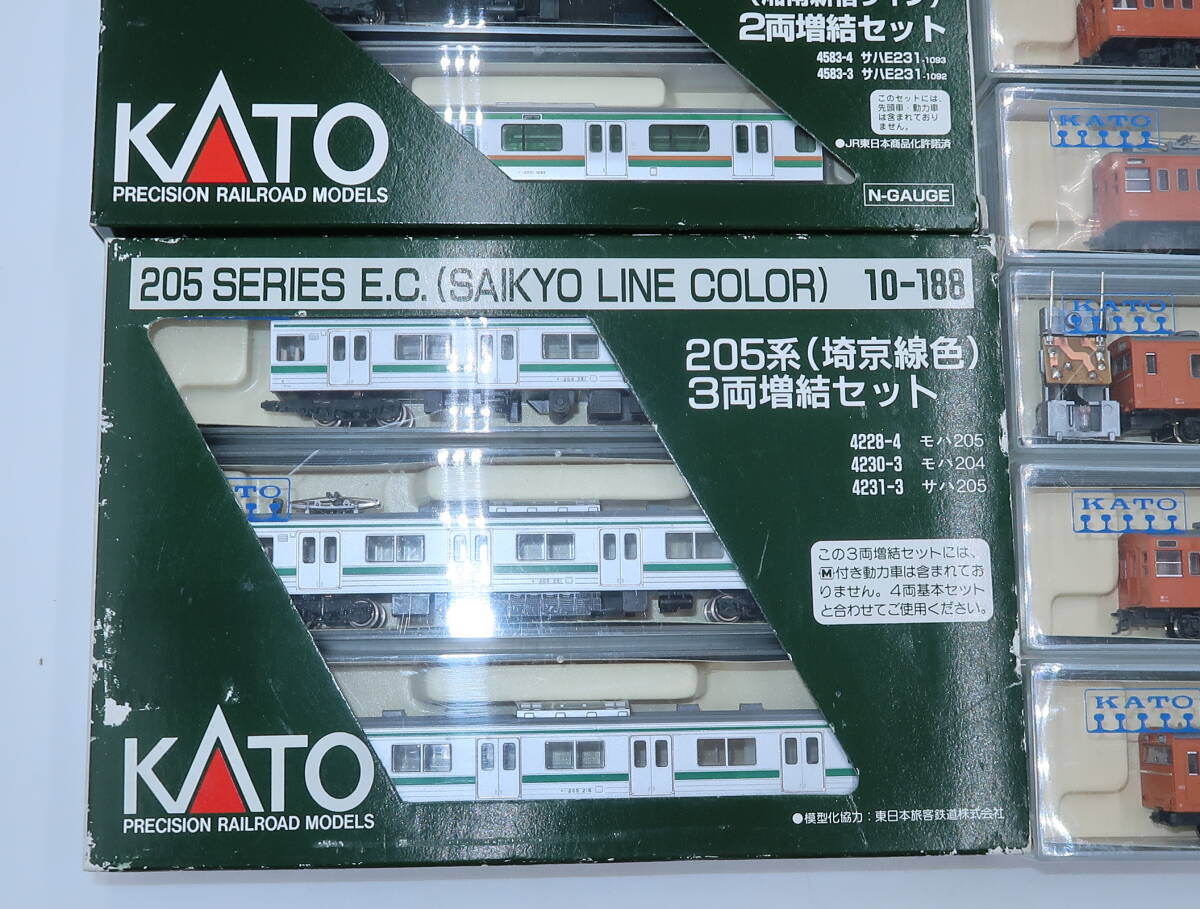 2両増結セット
4583-4 サハE231-1093
4583-3 サハE231-1092
このセットには、
先頭車・動力車
は含まれており
ません。
●JR東日本商品化許諾済
KATO
PRECISION RAILROAD MODELS
N-GAUGE
205 SERIES E.C. (SAIKYO LINE COLOR) 10-188
205系(埼京線色)
3両増結セット
4228-4 モハ205
4230-3 モハ204
4231-3 サハ205
この3両増結セットには、
M付き動力車は含まれてお
りません。4両基本セット
と合わせてご使用ください。
KATO
PRECISION RAILROAD MODELS
●模型化協力:東日本旅客鉄道株式会社
KATO
KATO
KATO
KATO